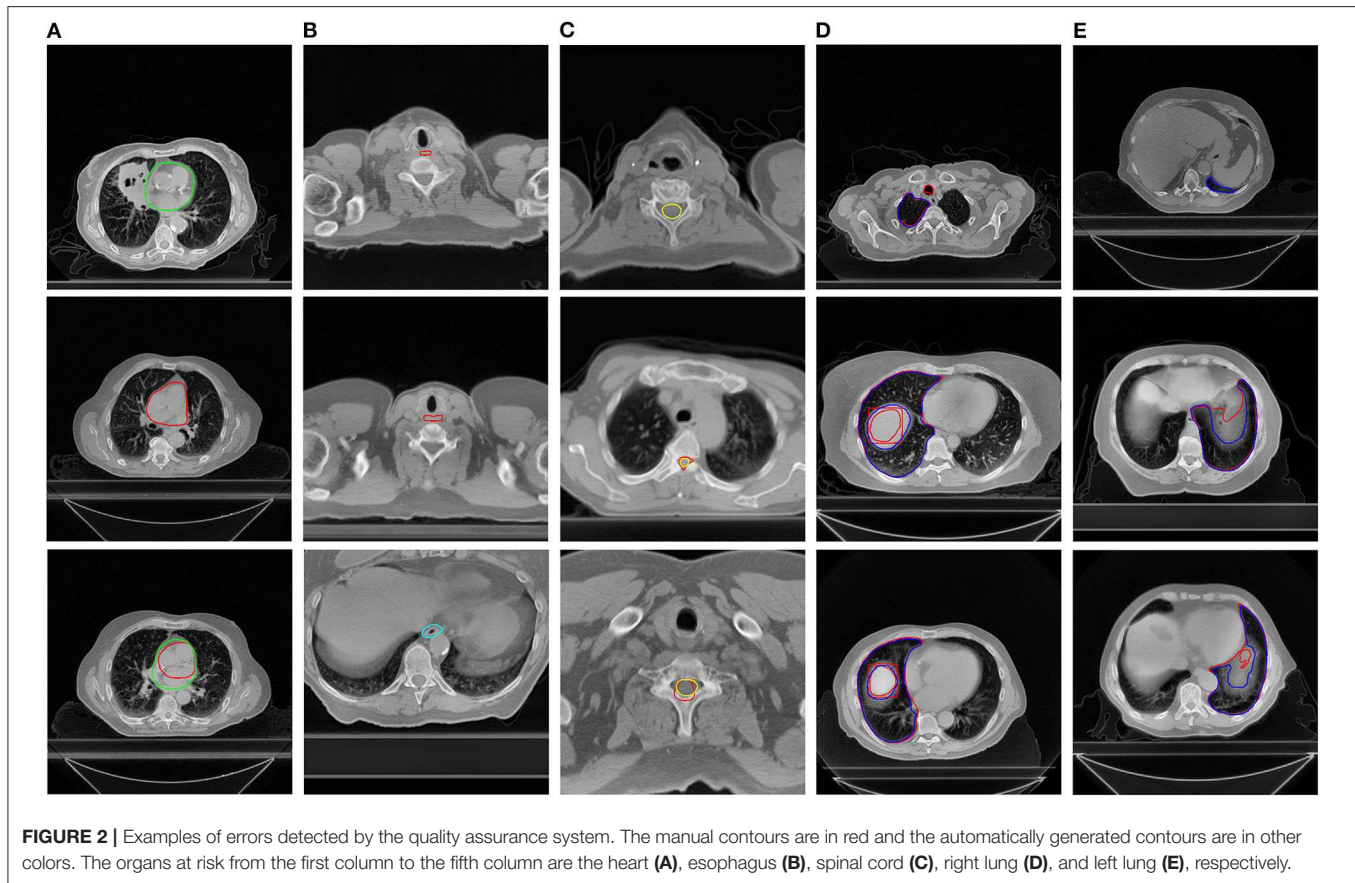 A B C D E
FIGURE 2 | Examples of errors detected by the quality assurance system. The manual contours are in red and the automatically generated contours are in other
colors. The organs at risk from the first column to the fifth column are the heart (A), esophagus (B), spinal cord (C), right lung (D), and left lung (E), respectively.